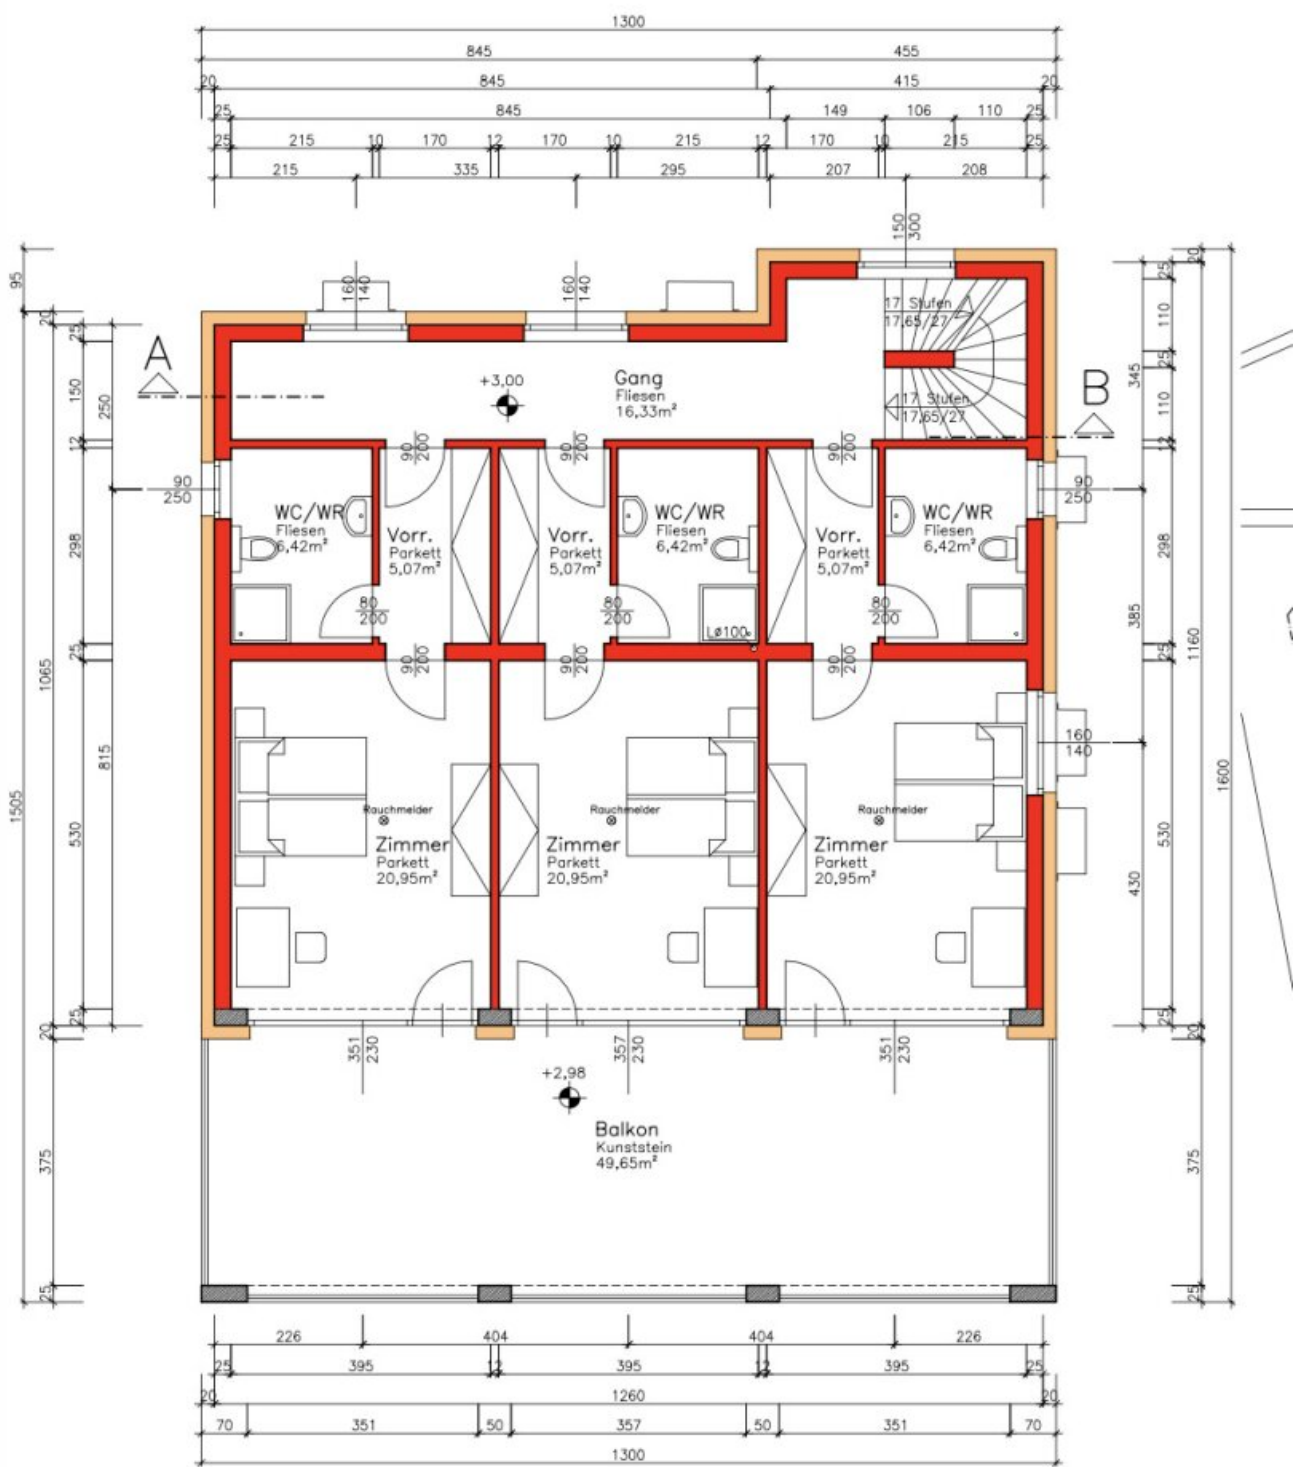 1300
845 455
20 845 415 20
25 845 149 106 110 25
25 215 10 170 12 170 10 215 12 170 10 215 25
215 335 295 207 208
150
300
160
140
160
140
17 Stufen
17,65/27
17 Stufen
17,65/27
A
B
+3,00
Gang
Fliesen
16,33m²
90
200
90
200
90
200
90
250
90
250
WC/WR
Fliesen
6,42m²
Vorr.
Parkett
5,07m²
Vorr.
Parkett
5,07m²
WC/WR
Fliesen
6,42m²
Vorr.
Parkett
5,07m²
WC/WR
Fliesen
6,42m²
80
200
80
200
80
200
Lø100
90
200
90
200
90
200
160
140
Rauchmelder
Zimmer
Parkett
20,95m²
Rauchmelder
Zimmer
Parkett
20,95m²
Rauchmelder
Zimmer
Parkett
20,95m²
351
230
357
230
351
230
+2,98
Balkon
Kunststein
49,65m²
95
1505
20
1065
20
375
25
25
150
12
298
25
530
25
250
815
345
385
430
25
110
25
110
12
298
25
530
25
20
1160
20
375
25
1600
226 404 404 226
25 395 12 395 12 395 25
20 1260 20
70 351 50 357 50 351 70
1300